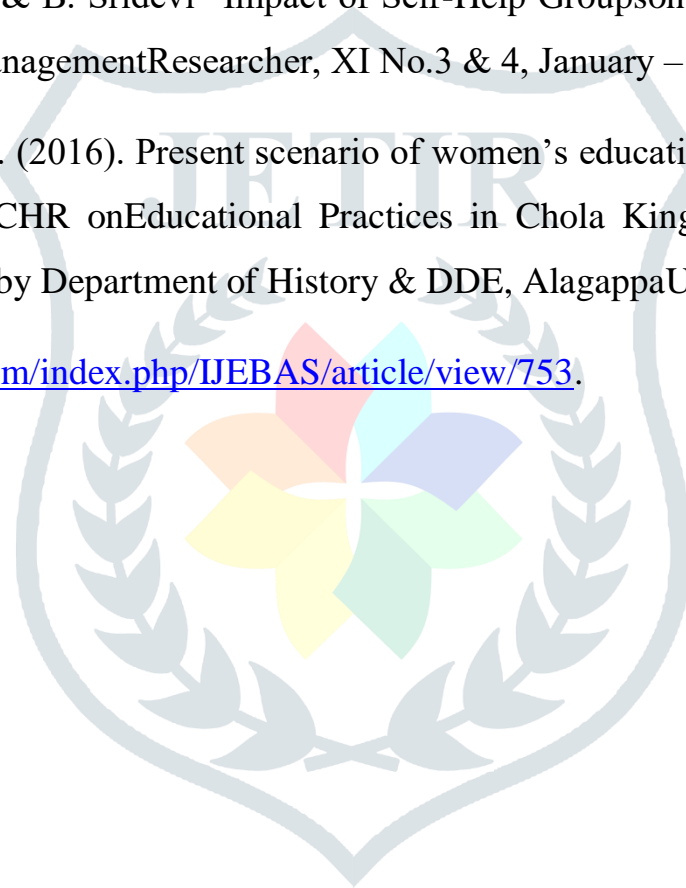 & B. Sridevi "Impact of Self-Help Groupson
anagementResearcher, XI No.3 & 4, January –
. (2016). Present scenario of women's educati
CHR onEducational Practices in Chola King
by Department of History & DDE, AlagappaU
m/index.php/IJEBAS/article/view/753.
JETIR